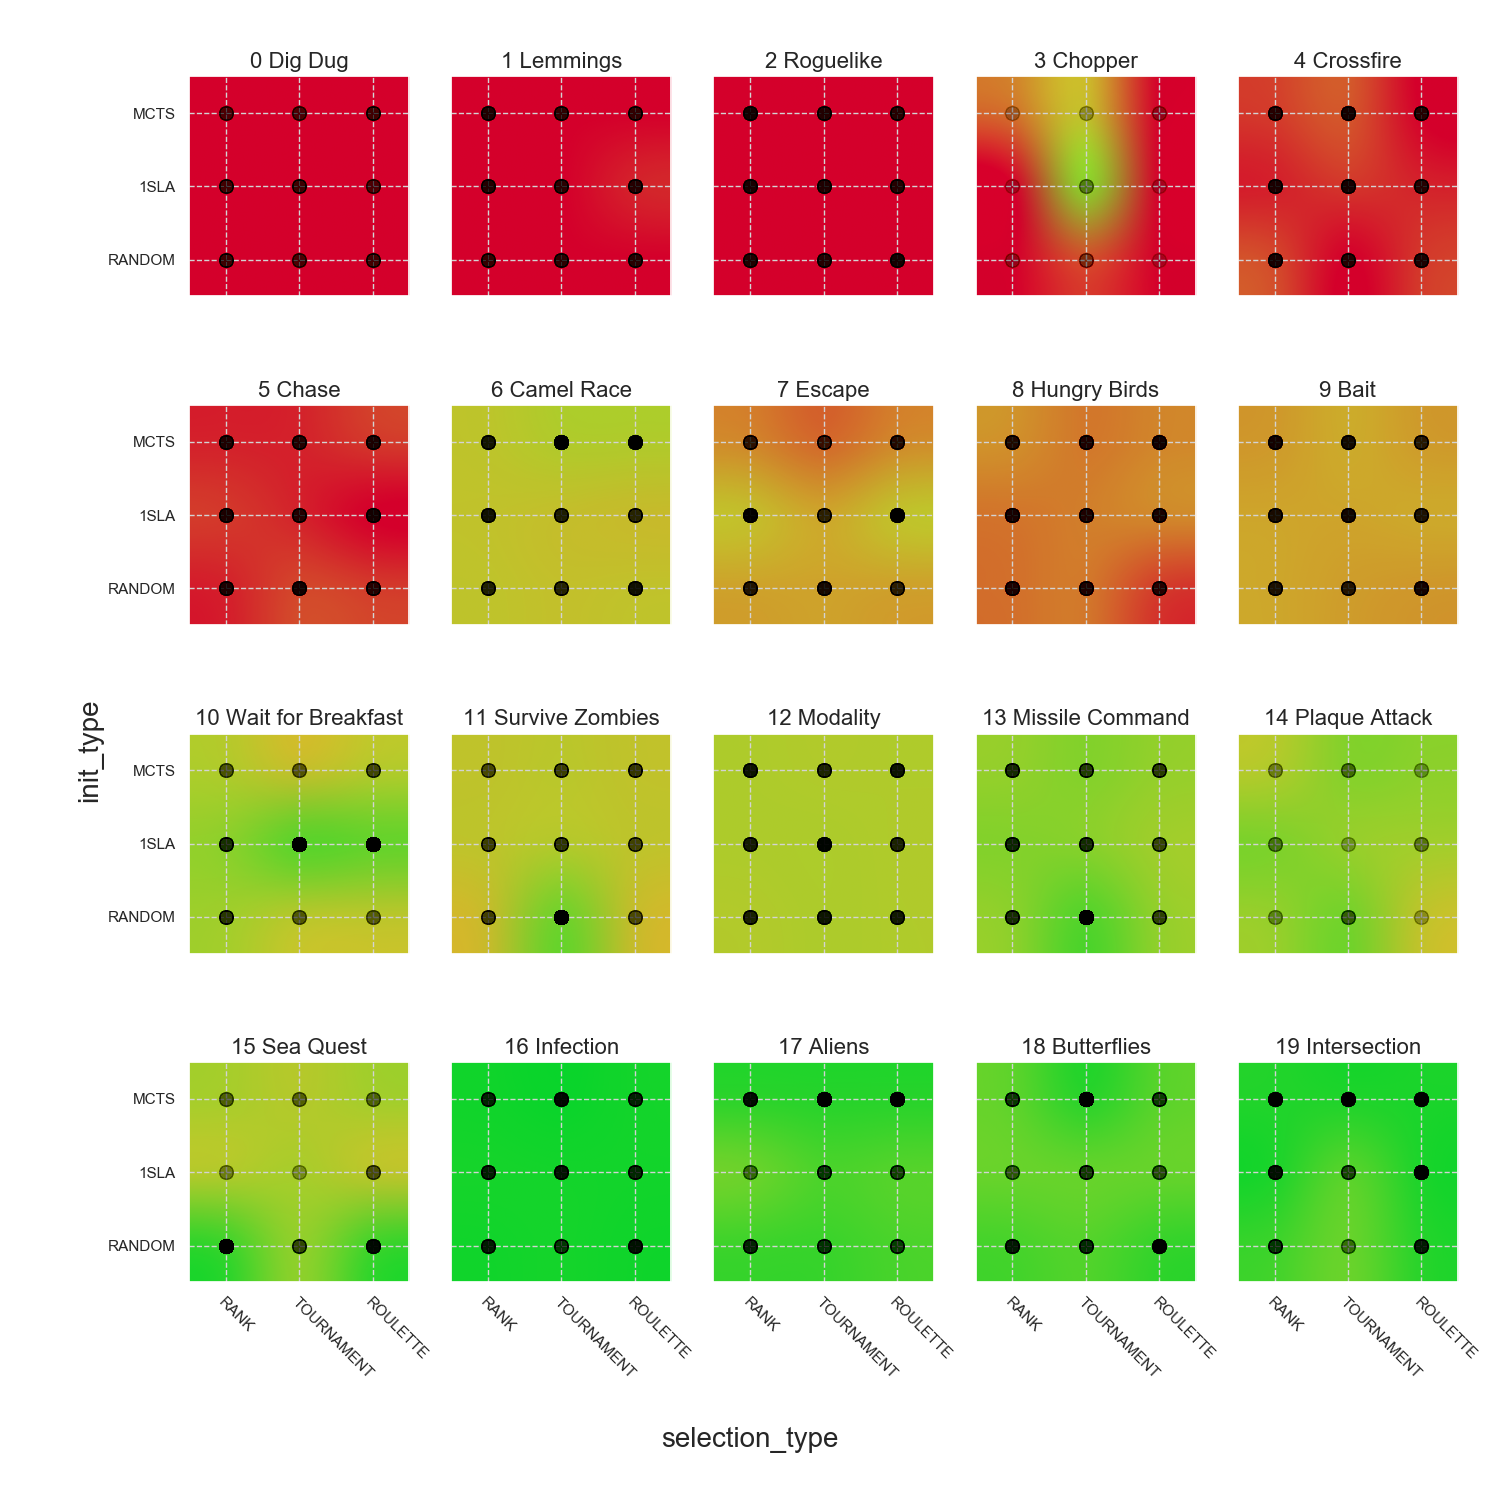 0 Dig Dug
1 Lemmings
2 Roguelike
3 Chopper
4 Crossfire
MCTS
1SLA
RANDOM
5 Chase
6 Camel Race
7 Escape
8 Hungry Birds
9 Bait
MCTS
1SLA
RANDOM
init_type
10 Wait for Breakfast
11 Survive Zombies
12 Modality
13 Missile Command
14 Plaque Attack
MCTS
1SLA
RANDOM
15 Sea Quest
16 Infection
17 Aliens
18 Butterflies
19 Intersection
MCTS
1SLA
RANDOM
RANK
TOURNAMENT
ROULETTE
RANK
TOURNAMENT
ROULETTE
RANK
TOURNAMENT
ROULETTE
RANK
TOURNAMENT
ROULETTE
RANK
TOURNAMENT
ROULETTE
selection_type